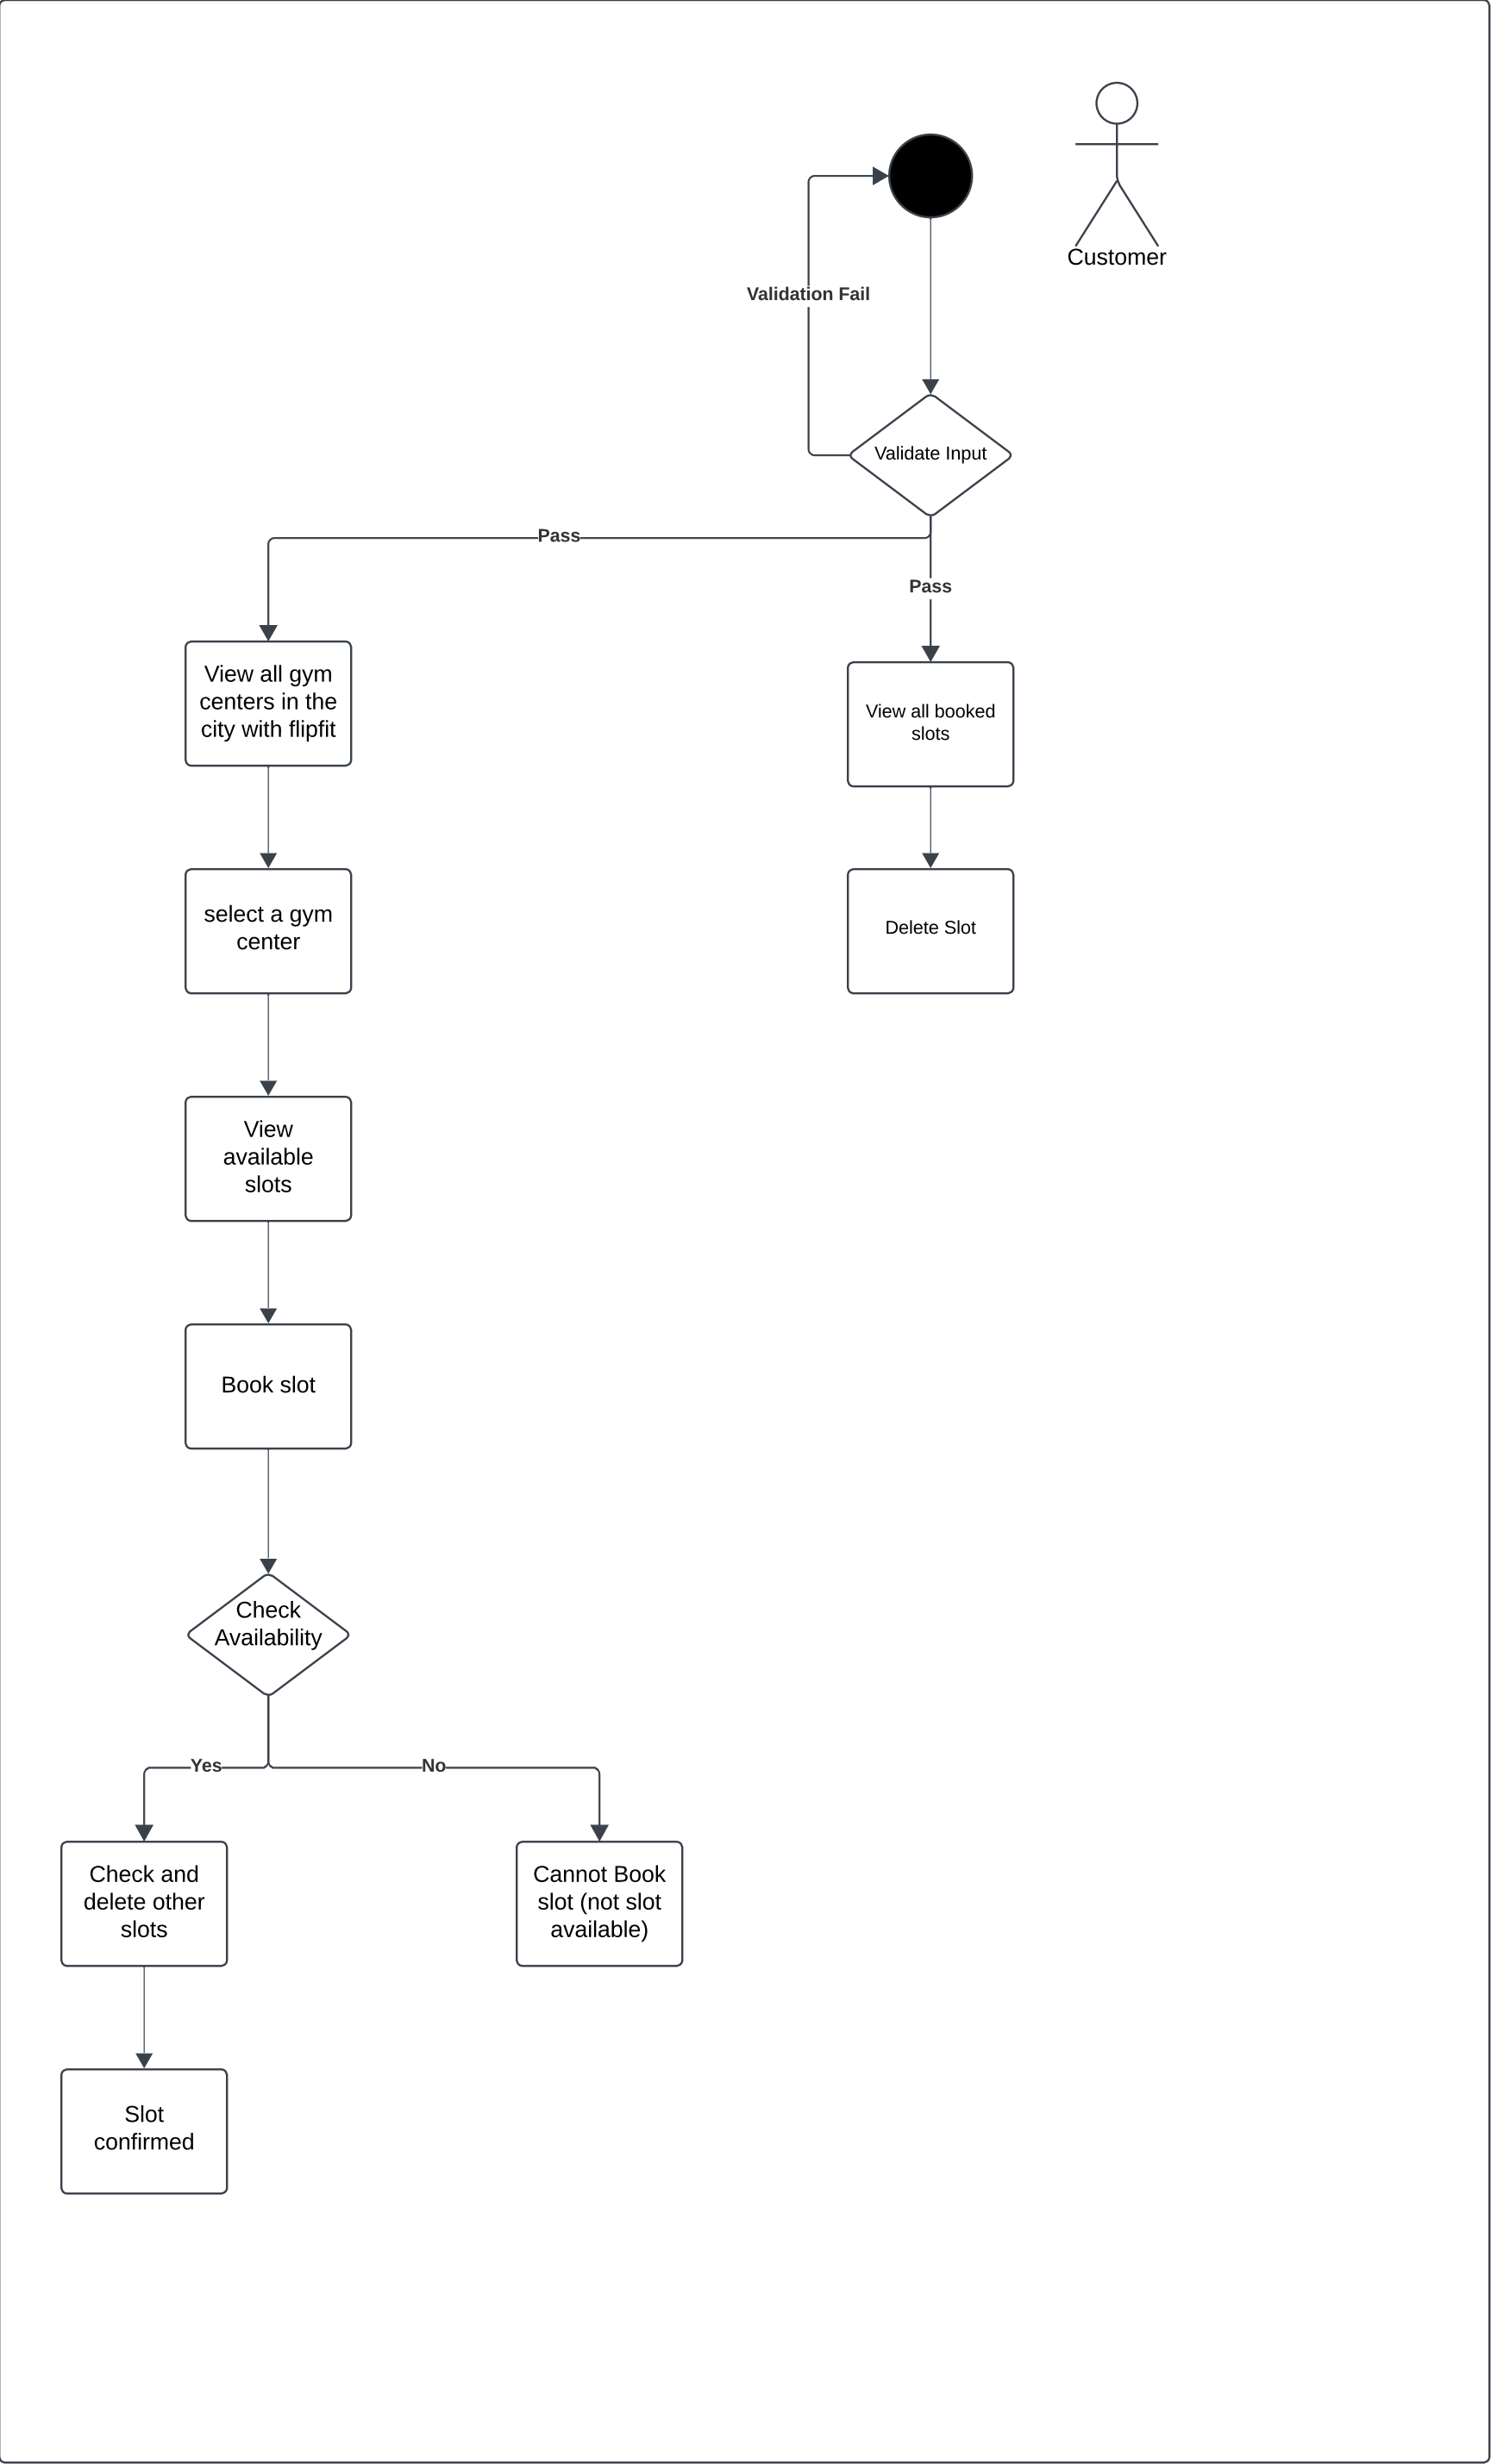 Customer
Validation Fail
Validate Input
Pass
Pass
View all gym
centers in the
city with flipfit
View all booked
slots
select a gym
center
Delete Slot
View
available
slots
Book slot
Check
Availability
Yes
No
Check and
delete other
slots
Cannot Book
slot (not slot
available)
Slot
confirmed